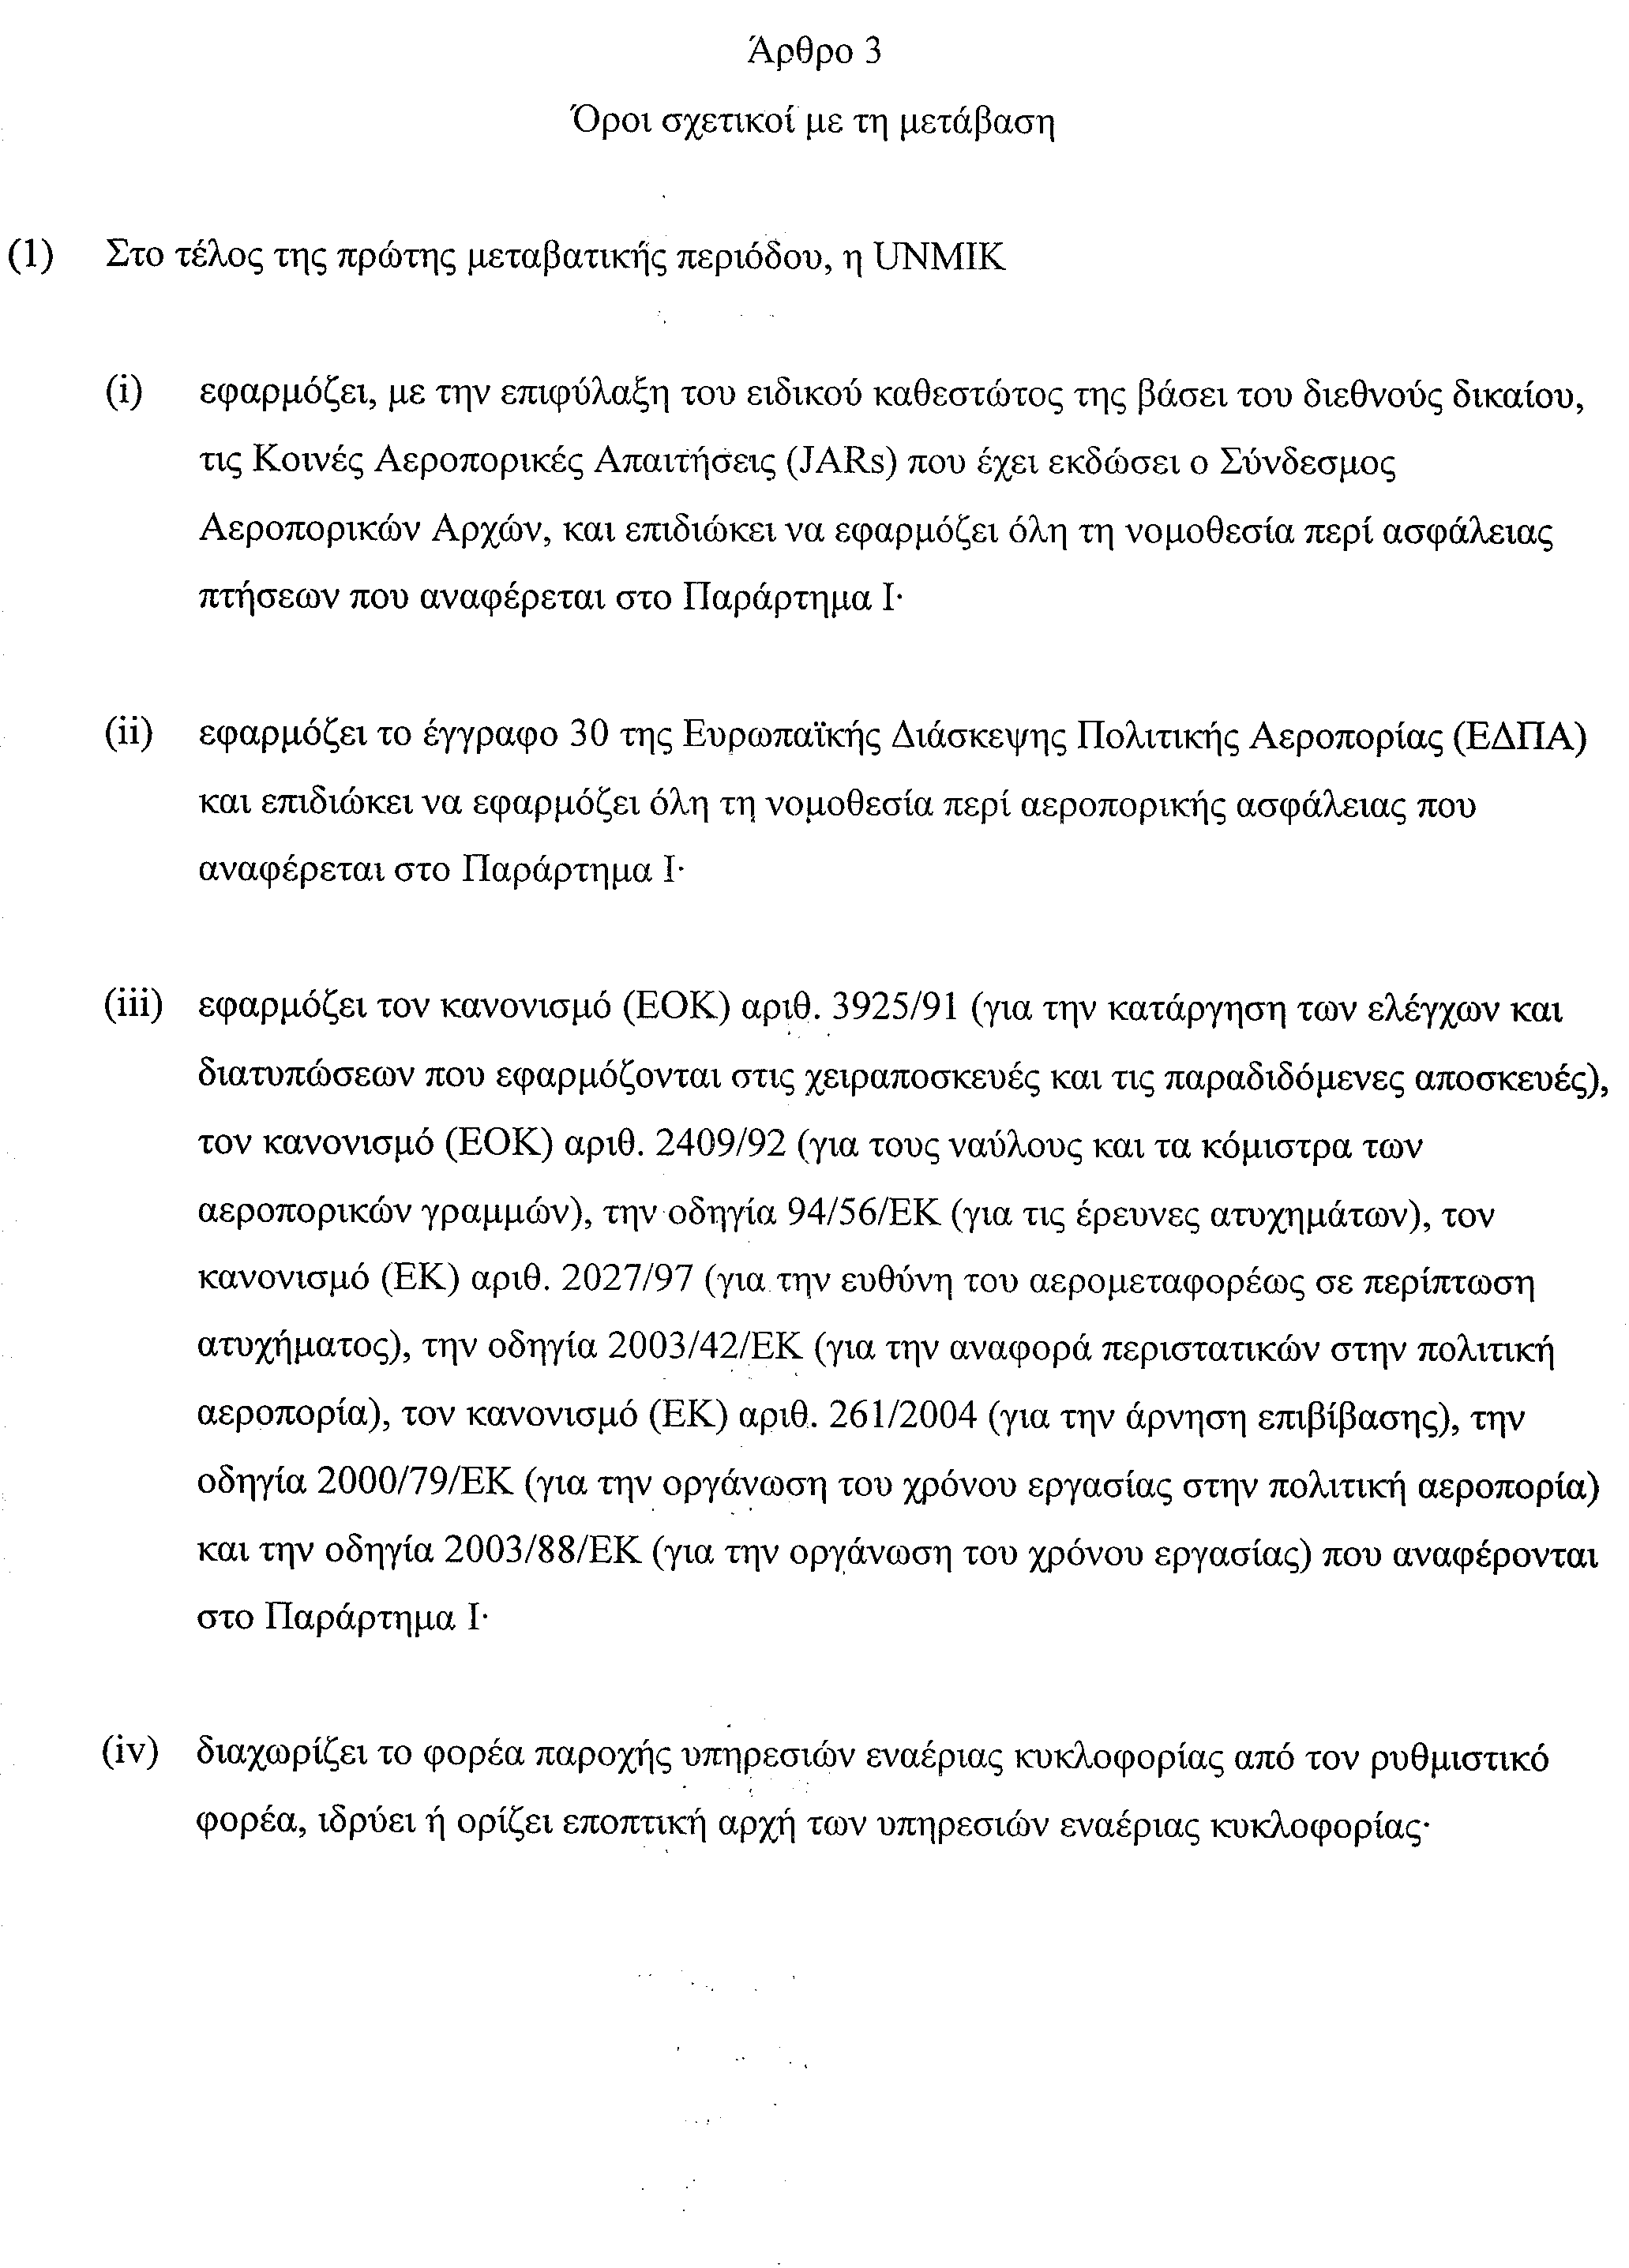 Άρθρο 3
Όροι σχετικοί με τη μετάβαση
(1) Στο τέλος της πρώτης μεταβατικής περιόδου, η UNMIK
(i) εφαρμόζει, με την επιφύλαξη του ειδικού καθεστώτος της βάσει του διεθνούς δικαίου,
τις Κοινές Αεροπορικές Απαιτήσεις (JARs) που έχει εκδώσει ο Σύνδεσμος
Αεροπορικών Αρχών, και επιδιώκει να εφαρμόζει όλη τη νομοθεσία περί ασφάλειας
πτήσεων που αναφέρεται στο Παράρτημα Ι·
(ii) εφαρμόζει το έγγραφο 30 της Ευρωπαϊκής Διάσκεψης Πολιτικής Αεροπορίας (ΕΔΠΑ)
και επιδιώκει να εφαρμόζει όλη τη νομοθεσία περί αεροπορικής ασφάλειας που
αναφέρεται στο Παράρτημα Ι·
(iii) εφαρμόζει τον κανονισμό (ΕΟΚ) αριθ. 3925/91 (για την κατάργηση των ελέγχων και
διατυπώσεων που εφαρμόζονται στις χειραποσκευές και τις παραδιδόμενες αποσκευές),
τον κανονισμό (ΕΟΚ) αριθ. 2409/92 (για τους ναύλους και τα κόμιστρα των
αεροπορικών γραμμών), την οδηγία 94/56/ΕΚ (για τις έρευνες ατυχημάτων), τον
κανονισμό (ΕΚ) αριθ. 2027/97 (για την ευθύνη του αερομεταφορέως σε περίπτωση
ατυχήματος), την οδηγία 2003/42/ΕΚ (για την αναφορά περιστατικών στην πολιτική
αεροπορία), τον κανονισμό (ΕΚ) αριθ. 261/2004 (για την άρνηση επιβίβασης), την
οδηγία 2000/79/ΕΚ (για την οργάνωση του χρόνου εργασίας στην πολιτική αεροπορία)
και την οδηγία 2003/88/ΕΚ (για την οργάνωση του χρόνου εργασίας) που αναφέρονται
στο Παράρτημα Ι·
(iv) διαχωρίζει το φορέα παροχής υπηρεσιών εναέριας κυκλοφορίας από τον ρυθμιστικό
φορέα, ιδρύει ή ορίζει εποπτική αρχή των υπηρεσιών εναέριας κυκλοφορίας·